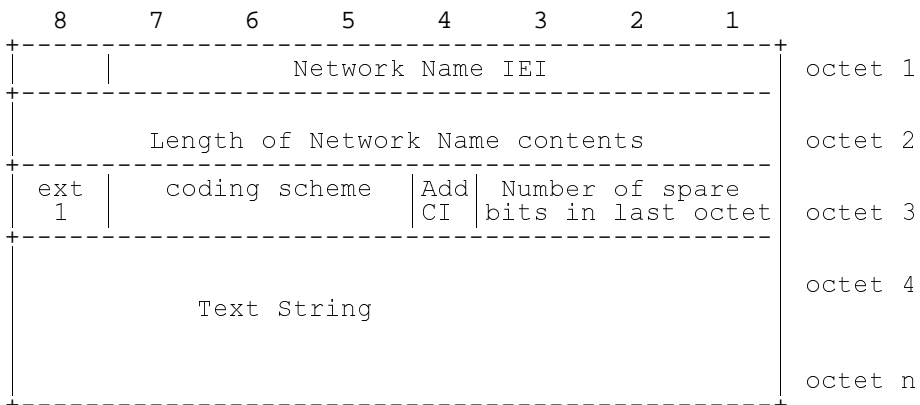 8 7 6 5 4 3 2 1
Network Name IEI octet 1
Length of Network Name contents octet 2
ext coding scheme Add Number of spare
1 CI bits in last octet octet 3
octet 4
Text String
octet n